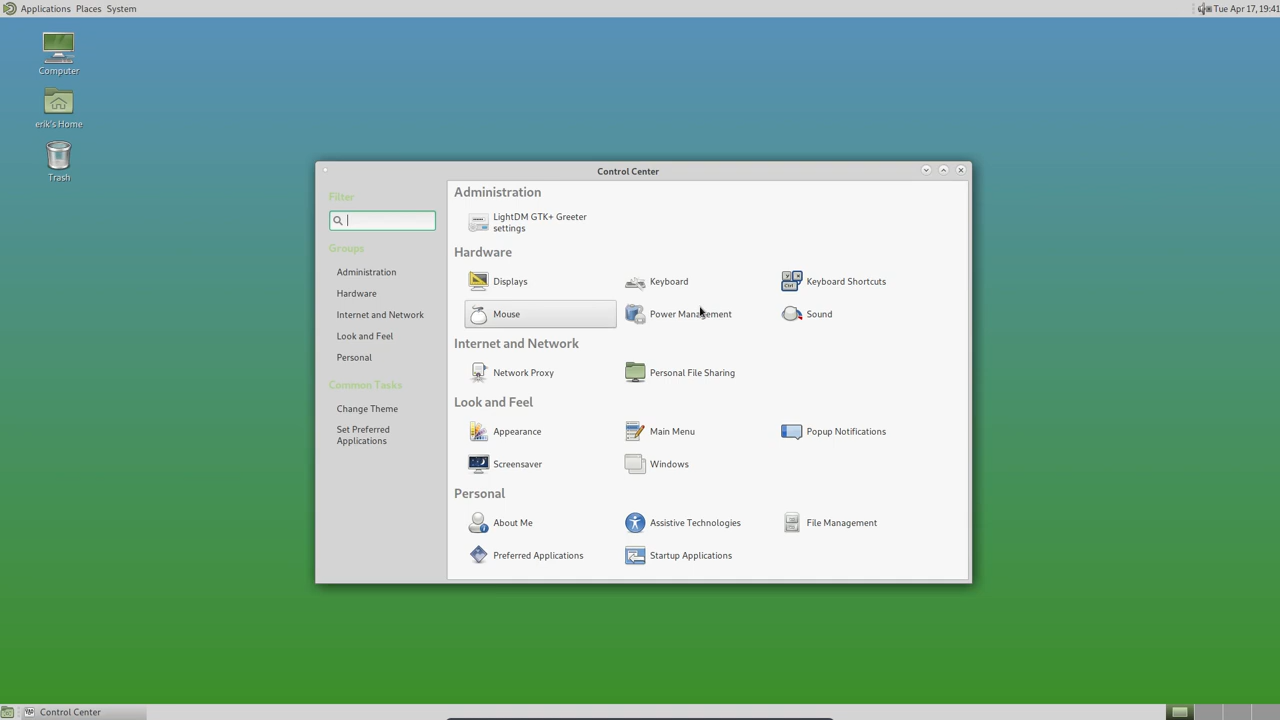 Applications Places System
Tue Apr 17, 19:41
Computer
erik's Home
Trash
Control Center
Filter
Groups
Administration
Hardware
Internet and Network
Look and Feel
Personal
Common Tasks
Change Theme
Set Preferred
Applications
Administration
LightDM GTK+ Greeter
settings
Hardware
Displays Keyboard Keyboard Shortcuts
Mouse Power Management Sound
Internet and Network
Network Proxy Personal File Sharing
Look and Feel
Appearance Main Menu Popup Notifications
Screensaver Windows
Personal
About Me Assistive Technologies File Management
Preferred Applications Startup Applications
Control Center